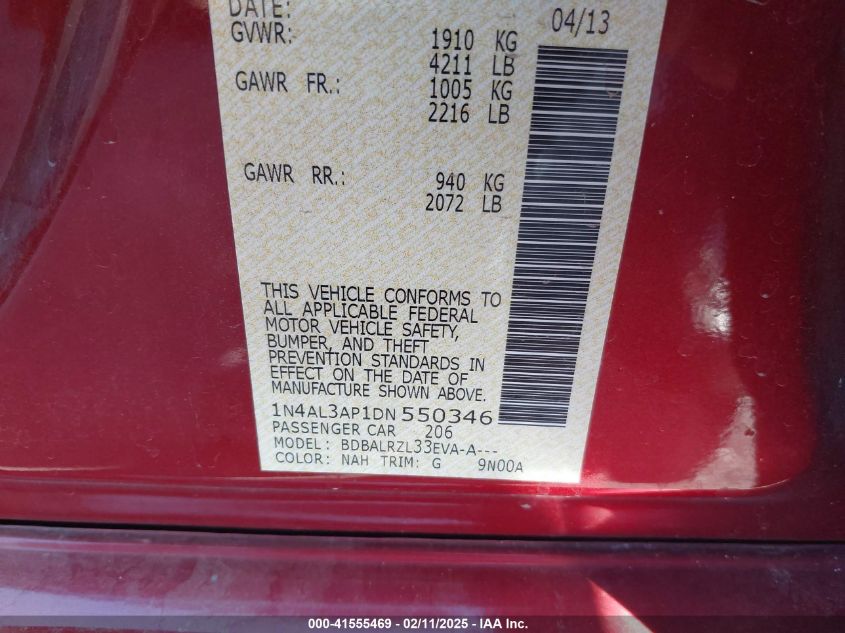 DATE: 04/13
GVWR: 1910 KG
4211 LB
GAWR FR.: 1005 KG
2216 LB
GAWR RR.: 940 KG
2072 LB
THIS VEHICLE CONFORMS TO
ALL APPLICABLE FEDERAL
MOTOR VEHICLE SAFETY,
BUMPER, AND THEFT
PREVENTION STANDARDS IN
EFFECT ON THE DATE OF
MANUFACTURE SHOWN ABOVE.
1N4AL3AP1DN 550346
PASSENGER CAR 206
MODEL: BDBALRZL33EVA-A---
COLOR: NAH TRIM: G 9N00A
000-41555469 - 02/11/2025 - IAA Inc.